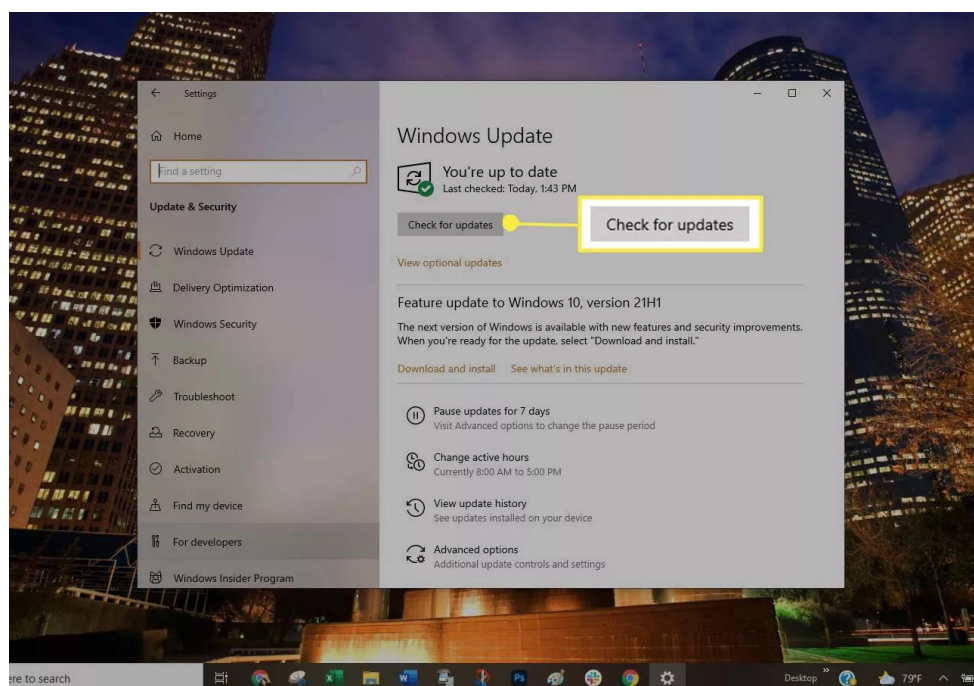 Settings
Home
Find a setting
Update & Security
Windows Update
Delivery Optimization
Windows Security
Backup
Troubleshoot
Recovery
Activation
Find my device
For developers
Windows Insider Program
Windows Update
You're up to date
Last checked: Today, 1:43 PM
Check for updates
Check for updates
View optional updates
Feature update to Windows 10, version 21H1
The next version of Windows is available with new features and security improvements.
When you're ready for the update, select "Download and install."
Download and install See what's in this update
Pause updates for 7 days
Visit Advanced options to change the pause period
Change active hours
Currently 8:00 AM to 5:00 PM
View update history
See updates installed on your device
Advanced options
Additional update controls and settings
ere to search
X
W
Ps
Desktop
79°F